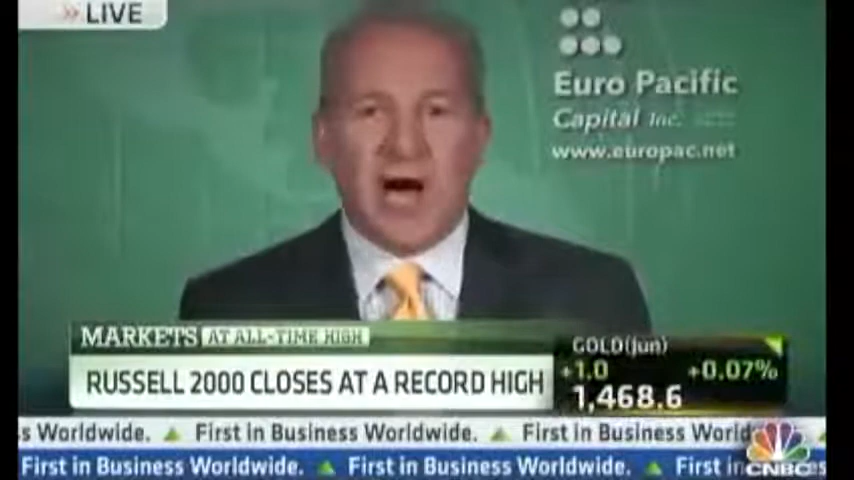 LIVE
Euro Pacific
Capital Inc.
www.europac.net
MARKETS AT ALL-TIME HIGH
RUSSELL 2000 CLOSES AT A RECORD HIGH
GOLD(Jun)
+1.0 +0.07%
1,468.6
s Worldwide. First in Business Worldwide. First in Business World
First in Business Worldwide. First in Business Worldwide. First in
CNBC